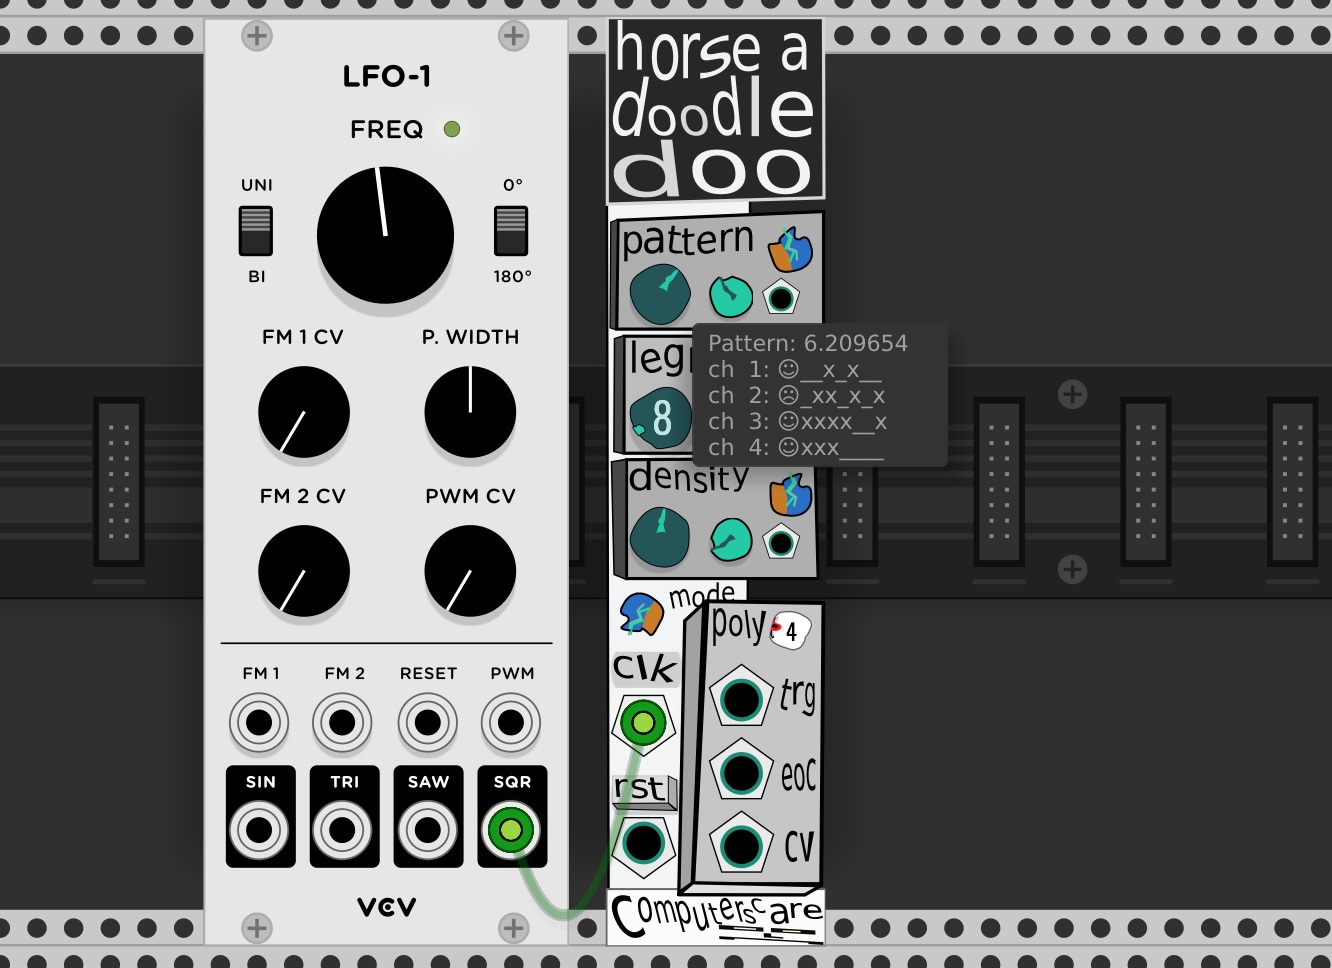 LFO-1
FREQ
UNI
0°
BI
180°
FM 1 CV
P. WIDTH
FM 2 CV
PWM CV
FM 1
FM 2
RESET
PWM
SIN
TRI
SAW
SQR
VCV
horse a
doodle
doo
pattern
Pattern: 6.209654
ch 1: ☺__x_x__
ch 2: ☹_xx_x_x
ch 3: ☺xxxx__x
ch 4: ☺xxx____
8
density
mode
poly 4
clk
trg
rst
eoc
cv
Computerscare